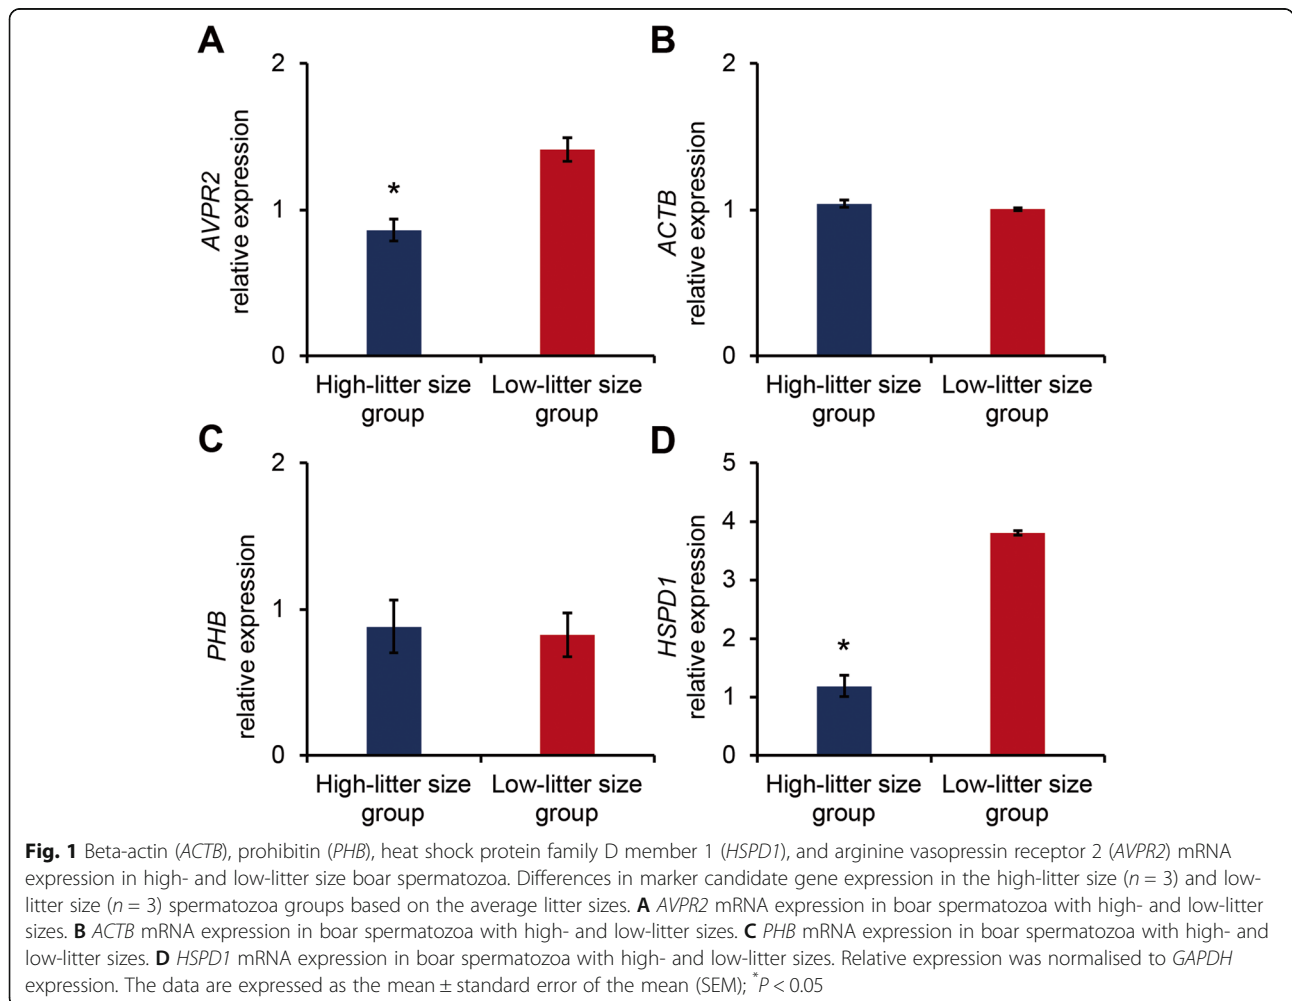 A
B
2
1
0
AVPR2
relative expression
*
High-litter size
group
Low-litter size
group
2
1
0
ACTB
relative expression
High-litter size
group
Low-litter size
group
C
D
2
1
0
PHB
relative expression
High-litter size
group
Low-litter size
group
5
4
3
2
1
0
HSPD1
relative expression
*
High-litter size
group
Low-litter size
group
Fig. 1 Beta-actin (ACTB), prohibitin (PHB), heat shock protein family D member 1 (HSPD1), and arginine vasopressin receptor 2 (AVPR2) mRNA
expression in high- and low-litter size boar spermatozoa. Differences in marker candidate gene expression in the high-litter size (n = 3) and low-
litter size (n = 3) spermatozoa groups based on the average litter sizes. A AVPR2 mRNA expression in boar spermatozoa with high- and low-litter
sizes. B ACTB mRNA expression in boar spermatozoa with high- and low-litter sizes. C PHB mRNA expression in boar spermatozoa with high- and
low-litter sizes. D HSPD1 mRNA expression in boar spermatozoa with high- and low-litter sizes. Relative expression was normalised to GAPDH
expression. The data are expressed as the mean ± standard error of the mean (SEM); *P < 0.05